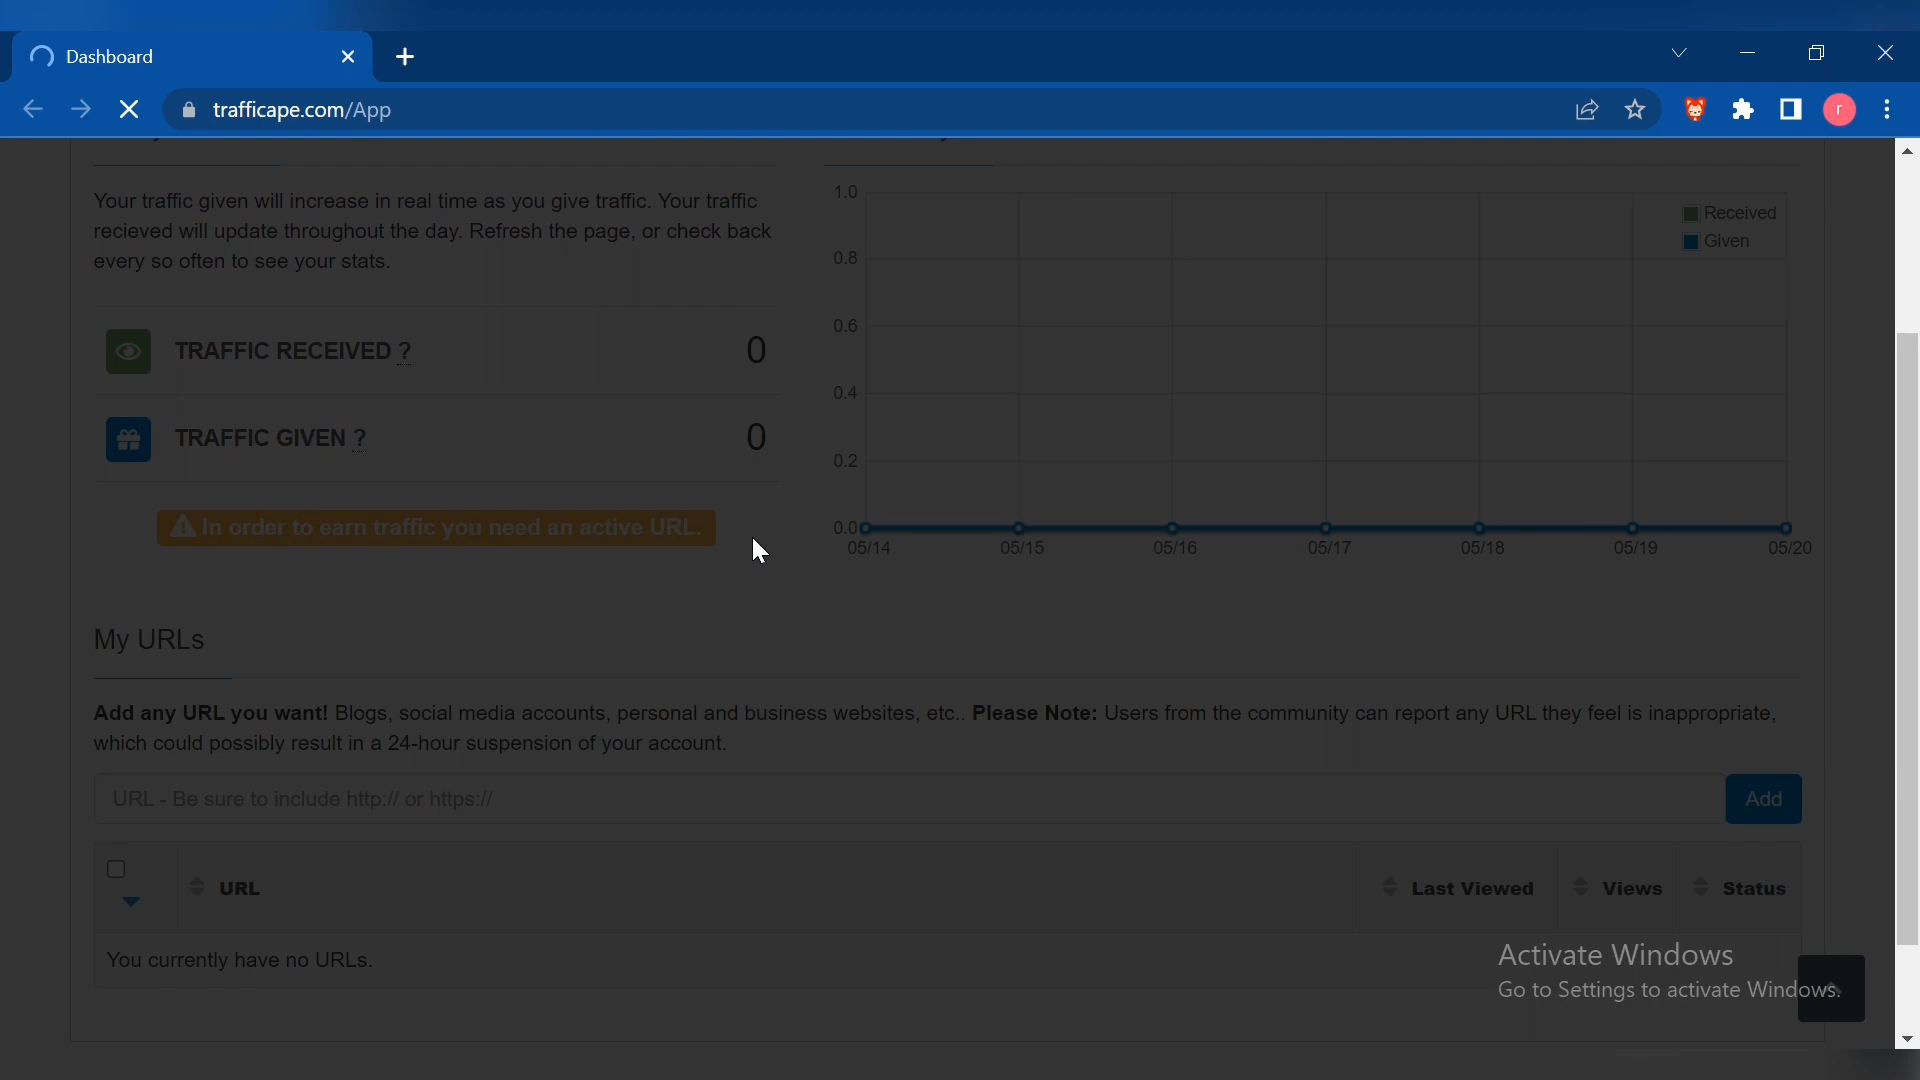 Dashboard
trafficape.com/App
r
Your traffic given will increase in real time as you give traffic. Your traffic
recieved will update throughout the day. Refresh the page, or check back
every so often to see your stats.
TRAFFIC RECEIVED ? 0
TRAFFIC GIVEN ? 0
In order to earn traffic you need an active URL.
1.0
0.8
0.6
0.4
0.2
0.0
Received
Given
05/14 05/15 05/16 05/17 05/18 05/19 05/20
My URLs
Add any URL you want! Blogs, social media accounts, personal and business websites, etc.. Please Note: Users from the community can report any URL they feel is inappropriate,
which could possibly result in a 24-hour suspension of your account.
URL - Be sure to include http:// or https://
Add
URL Last Viewed Views Status
You currently have no URLs.
Activate Windows
Go to Settings to activate Windows.